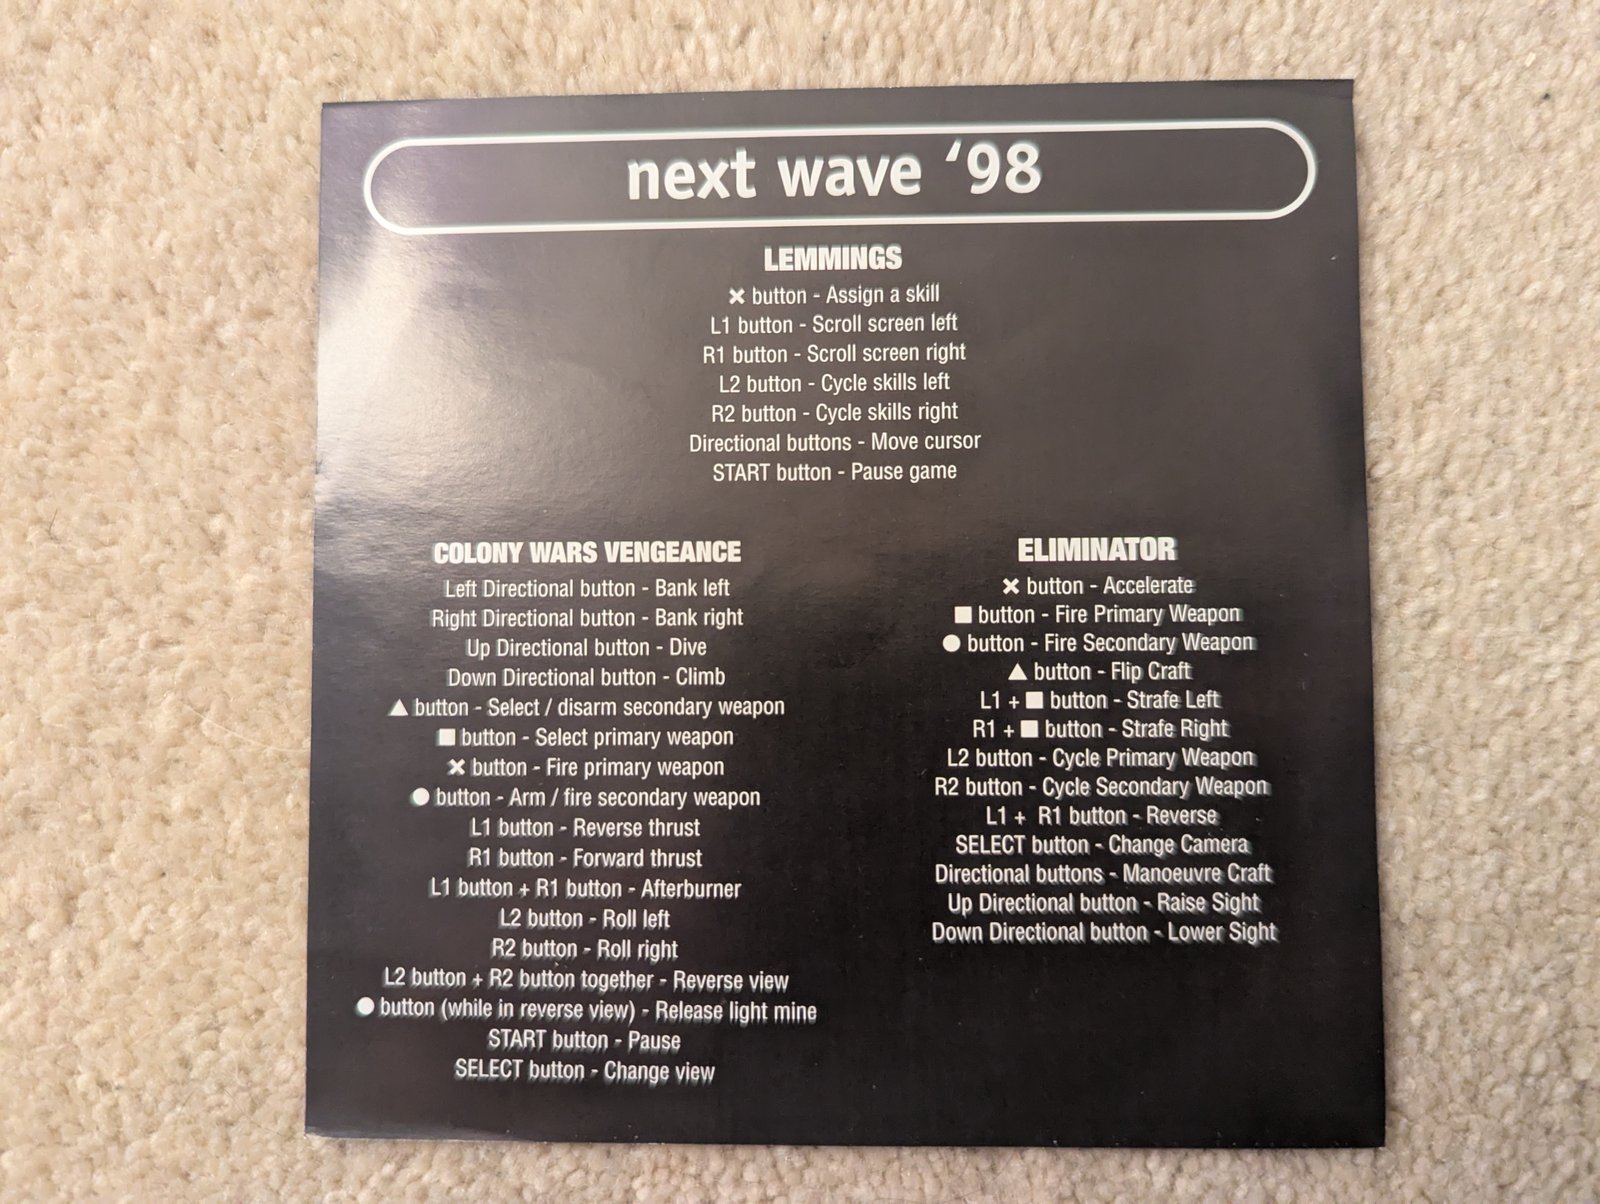 next wave ‘98
LEMMINGS
✖ button - Assign a skill
L1 button - Scroll screen left
R1 button - Scroll screen right
L2 button - Cycle skills left
R2 button - Cycle skills right
Directional buttons - Move cursor
START button - Pause game
COLONY WARS VENGEANCE
Left Directional button - Bank left
Right Directional button - Bank right
Up Directional button - Dive
Down Directional button - Climb
▲ button - Select / disarm secondary weapon
■ button - Select primary weapon
✖ button - Fire primary weapon
● button - Arm / fire secondary weapon
L1 button - Reverse thrust
R1 button - Forward thrust
L1 button + R1 button - Afterburner
L2 button - Roll left
R2 button - Roll right
L2 button + R2 button together - Reverse view
● button (while in reverse view) - Release light mine
START button - Pause
SELECT button - Change view
ELIMINATOR
✖ button - Accelerate
■ button - Fire Primary Weapon
● button - Fire Secondary Weapon
▲ button - Flip Craft
L1 + ■ button - Strafe Left
R1 + ■ button - Strafe Right
L2 button - Cycle Primary Weapon
R2 button - Cycle Secondary Weapon
L1 + R1 button - Reverse
SELECT button - Change Camera
Directional buttons - Manoeuvre Craft
Up Directional button - Raise Sight
Down Directional button - Lower Sight